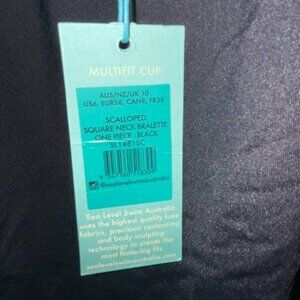 MULTIFIT CUP
AUS/NZ/UK 10
US6, EUR36, CAN8, FR38
SCALLOPED
SQUARE NECK BRALETTE
ONE PIECE - BLACK
SL1481SC
@sealevelswimaustralia
Sea Level Swim Australia
uses the highest quality luxe
fabrics, precision contouring
and body sculpting
technology to create the
most flattering fits.
sealevelswimaustralia.com